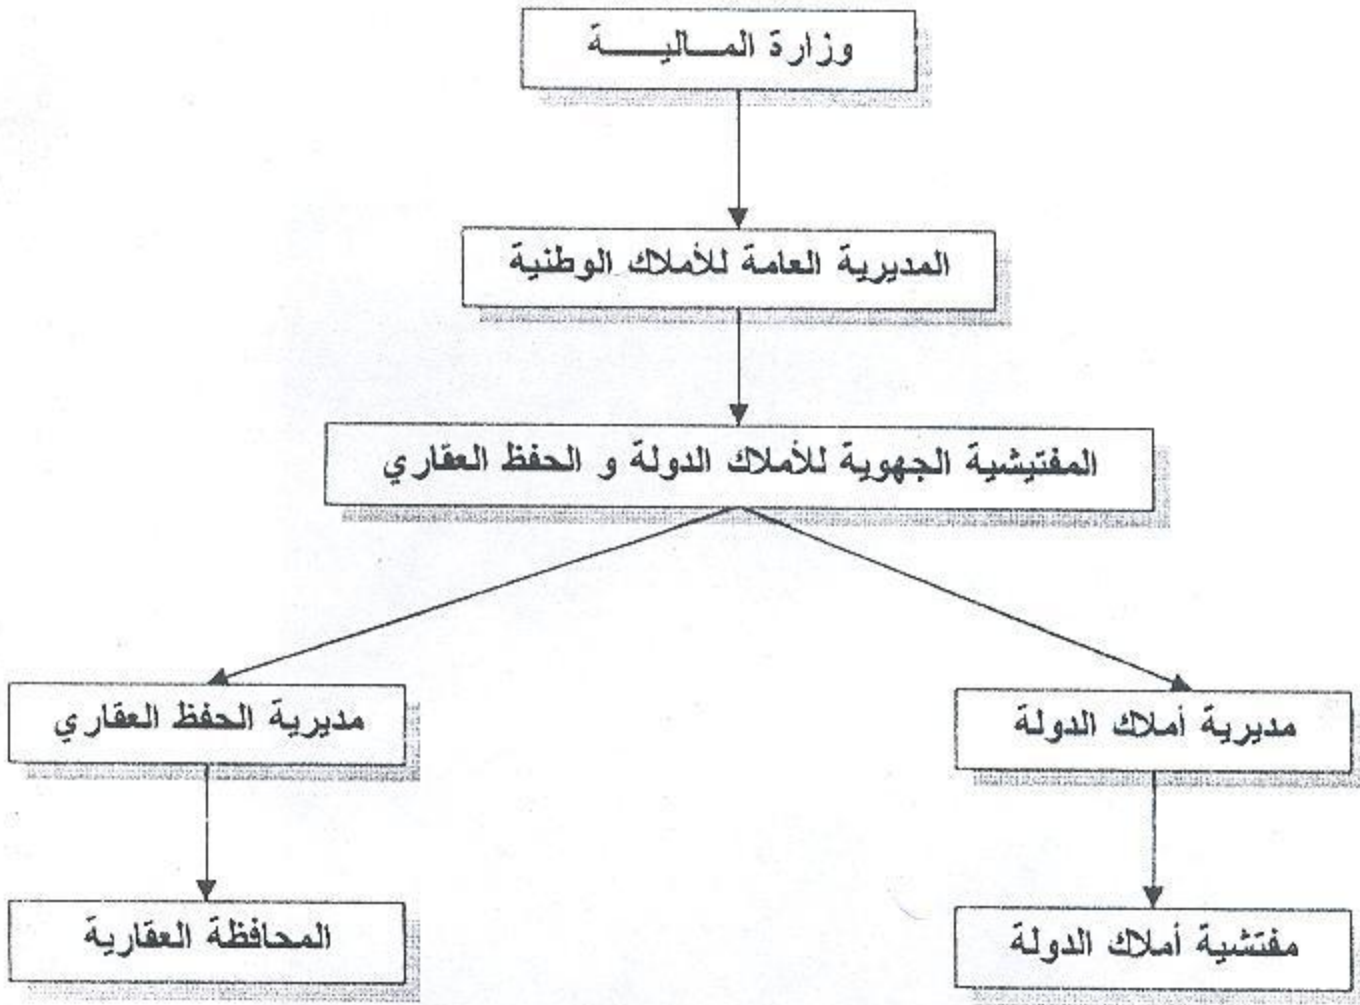 وزارة المـــاليـــــة
المديرية العامة للأملاك الوطنية
المفتيشية الجهوية للأملاك الدولة و الحفظ العقاري
مديرية أملاك الدولة
مديرية الحفظ العقاري
مفتشية أملاك الدولة
المحافظة العقارية